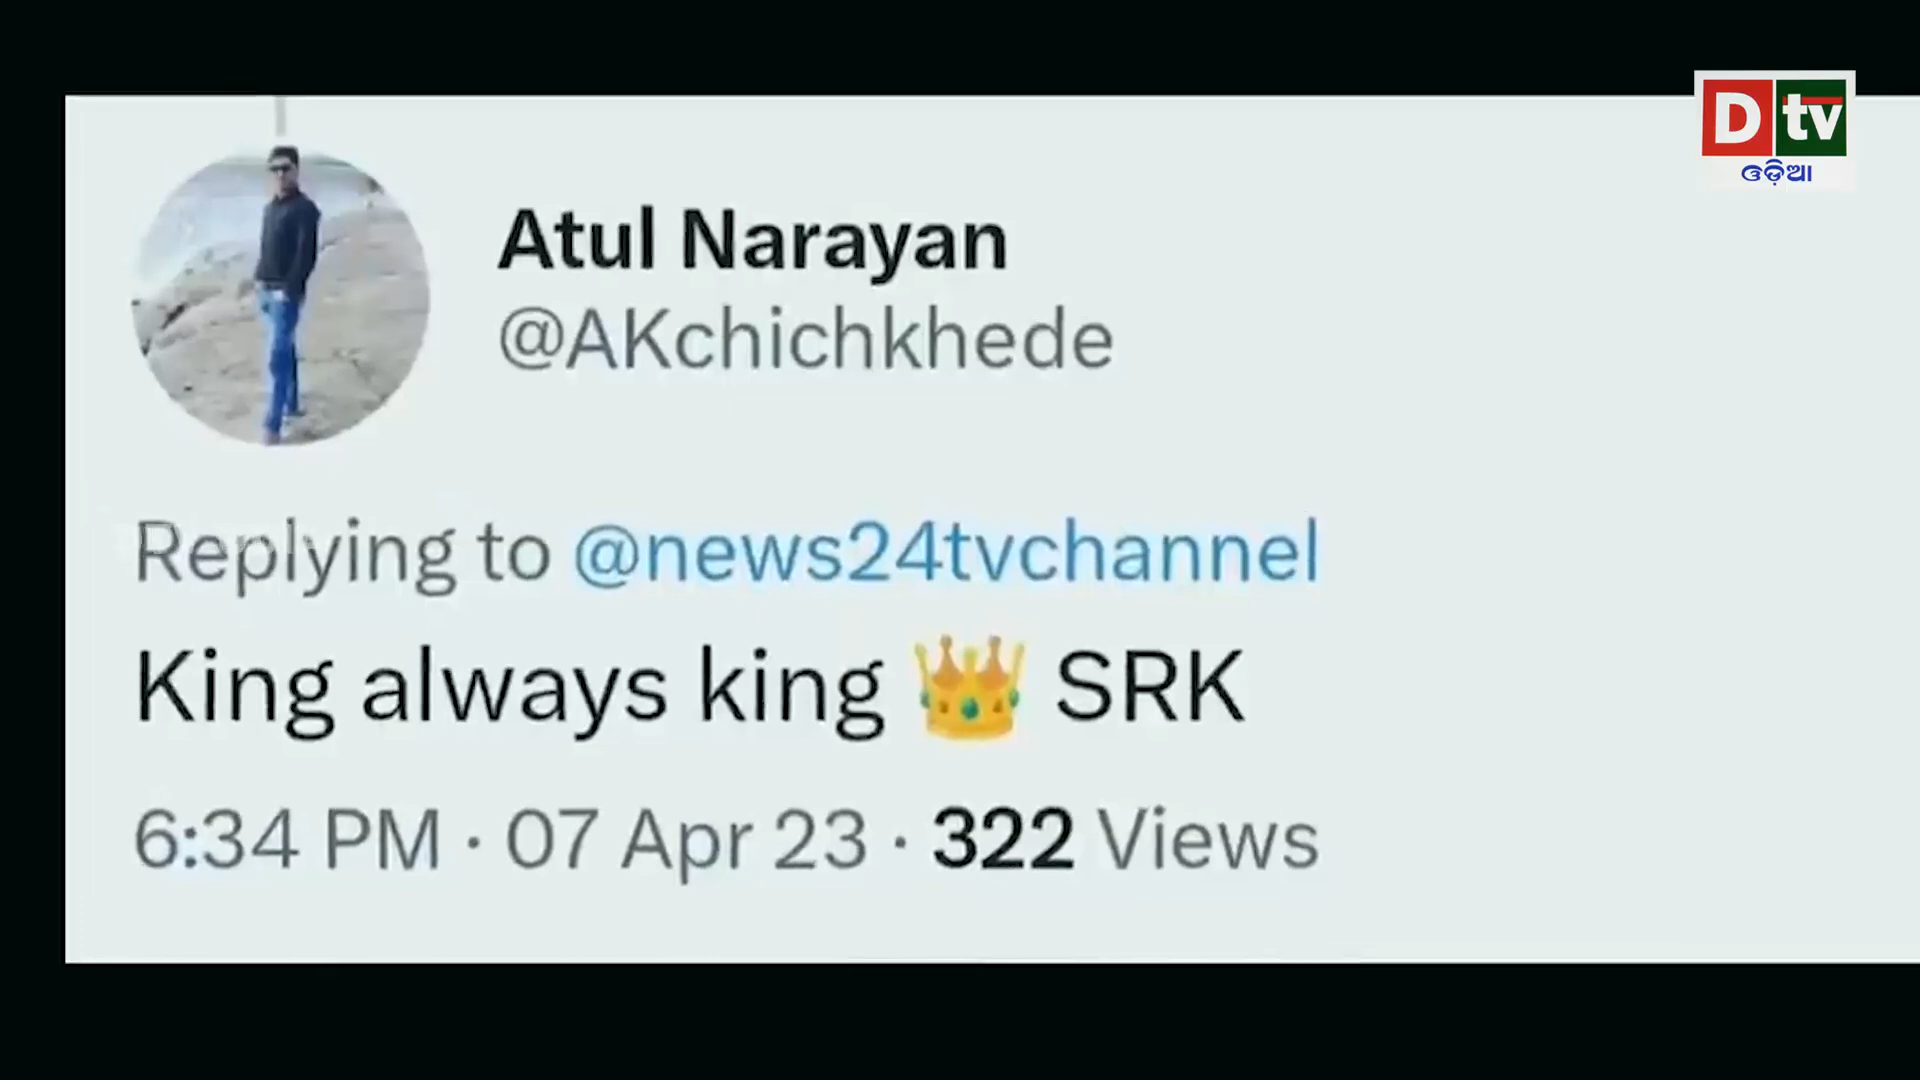 D tv
ଓଡ଼ିଆ
Atul Narayan
@AKchichkhede
Replying to @news24tvchannel
King always king 👑 SRK
6:34 PM · 07 Apr 23 · 322 Views